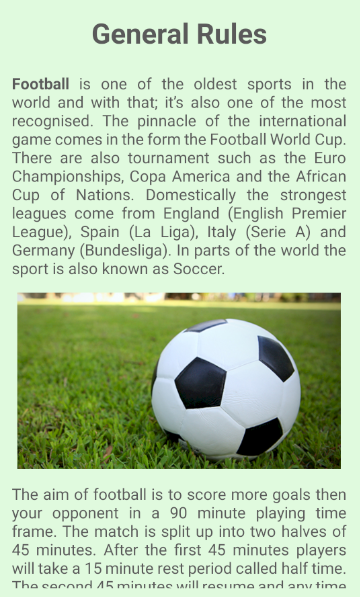 General Rules
Football is one of the oldest sports in the
world and with that; it's also one of the most
recognised. The pinnacle of the international
game comes in the form the Football World Cup.
There are also tournament such as the Euro
Championships, Copa America and the African
Cup of Nations. Domestically the strongest
leagues come from England (English Premier
League), Spain (La Liga), Italy (Serie A) and
Germany (Bundesliga). In parts of the world the
sport is also known as Soccer.
The aim of football is to score more goals then
your opponent in a 90 minute playing time
frame. The match is split up into two halves of
45 minutes. After the first 45 minutes players
will take a 15 minute rest period called half time.
The second 45 minutes will resume and any time